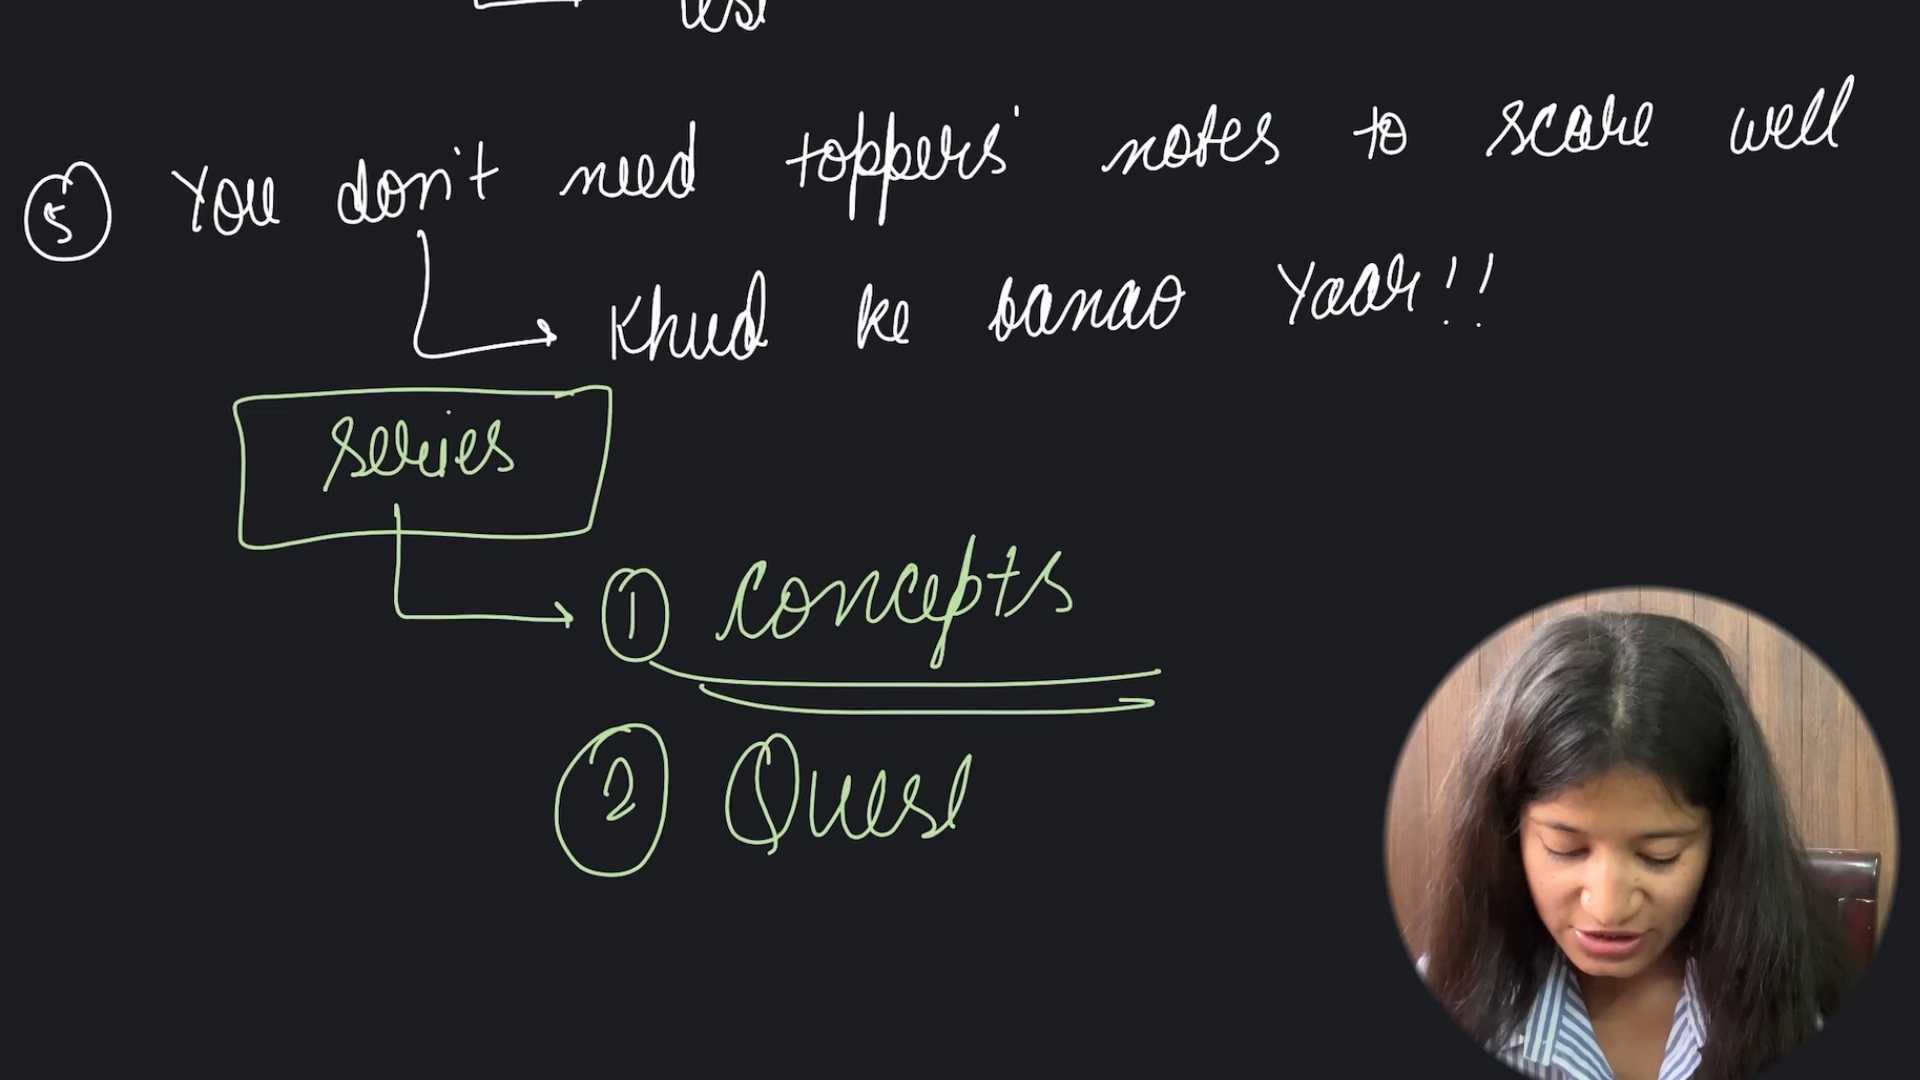 ⑤ You don't need toppers' notes to score well
Khud ke banao Yaar!!
series
① concepts
② Quest